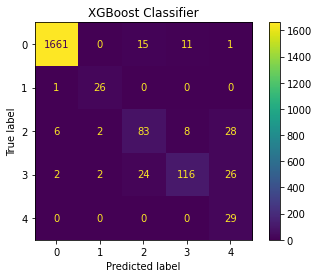 XGBoost Classifier
0 1661 0 15 11 1
1 1 26 0 0 0
2 6 2 83 8 28
3 2 2 24 116 26
4 0 0 0 0 29
0 1 2 3 4
True label
Predicted label
1600
1400
1200
1000
800
600
400
200
0